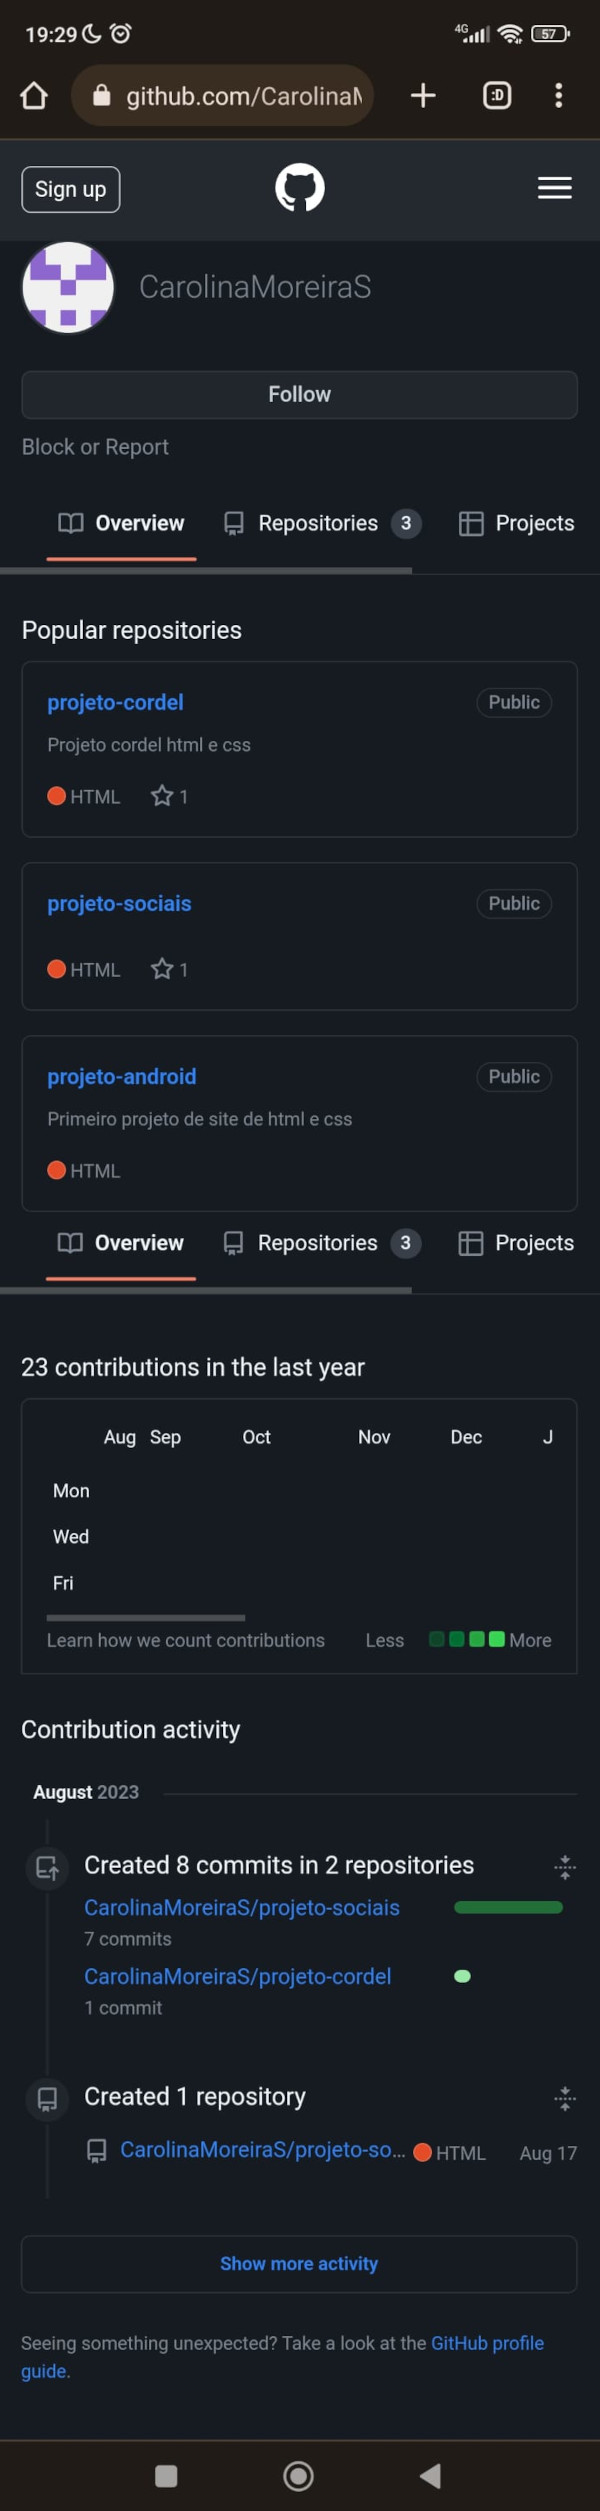 19:29
4G
57
github.com/CarolinaM
:D
Sign up
CarolinaMoreiraS
Follow
Block or Report
Overview Repositories 3 Projects
Popular repositories
projeto-cordel Public
Projeto cordel html e css
HTML 1
projeto-sociais Public
HTML 1
projeto-android Public
Primeiro projeto de site de html e css
HTML
Overview Repositories 3 Projects
23 contributions in the last year
Aug Sep Oct Nov Dec J
Mon
Wed
Fri
Learn how we count contributions Less More
Contribution activity
August 2023
Created 8 commits in 2 repositories
CarolinaMoreiraS/projeto-sociais
7 commits
CarolinaMoreiraS/projeto-cordel
1 commit
Created 1 repository
CarolinaMoreiraS/projeto-so... HTML Aug 17
Show more activity
Seeing something unexpected? Take a look at the GitHub profile
guide.